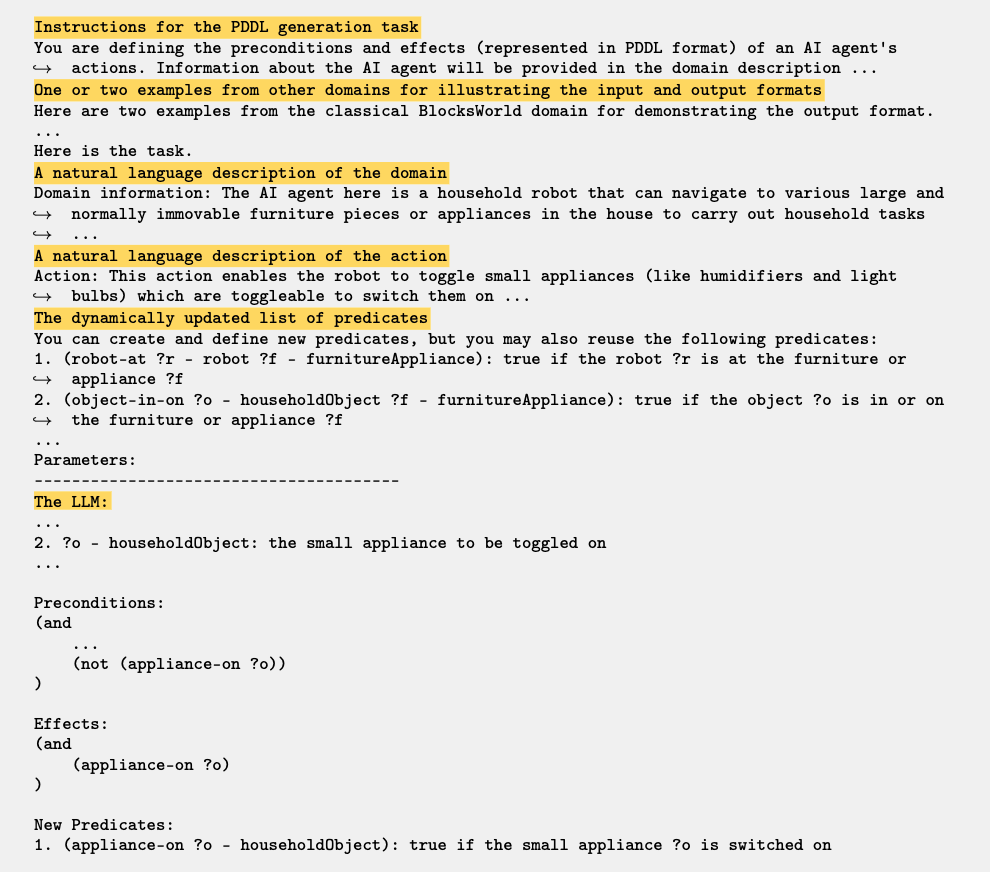 Instructions for the PDDL generation task
You are defining the preconditions and effects (represented in PDDL format) of an AI agent's
↪ actions. Information about the AI agent will be provided in the domain description ...
One or two examples from other domains for illustrating the input and output formats
Here are two examples from the classical BlocksWorld domain for demonstrating the output format.
...
Here is the task.
A natural language description of the domain
Domain information: The AI agent here is a household robot that can navigate to various large and
↪ normally immovable furniture pieces or appliances in the house to carry out household tasks
↪ ...
A natural language description of the action
Action: This action enables the robot to toggle small appliances (like humidifiers and light
↪ bulbs) which are toggleable to switch them on ...
The dynamically updated list of predicates
You can create and define new predicates, but you may also reuse the following predicates:
1. (robot-at ?r - robot ?f - furnitureAppliance): true if the robot ?r is at the furniture or
↪ appliance ?f
2. (object-in-on ?o - householdObject ?f - furnitureAppliance): true if the object ?o is in or on
↪ the furniture or appliance ?f
...
Parameters:
---------------------------------------
The LLM:
...
2. ?o - householdObject: the small appliance to be toggled on
...
Preconditions:
(and
    ...
    (not (appliance-on ?o))
)
Effects:
(and
    (appliance-on ?o)
)
New Predicates:
1. (appliance-on ?o - householdObject): true if the small appliance ?o is switched on